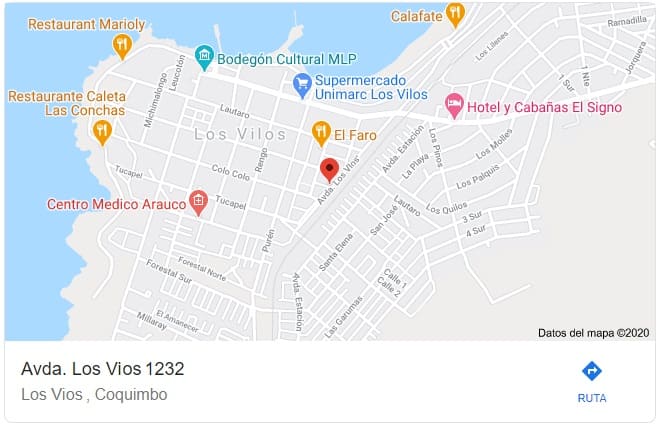 Restaurant Marioly
Calafate
Ramadilla
Los Lilenes
Jorquera
1 Nte
1 Sur
Bodegón Cultural MLP
Leucotón
Michimalongo
Supermercado
Unimarc Los Vilos
Restaurante Caleta
Las Conchas
Hotel y Cabañas El Signo
Lautaro
Los Vilos
El Faro
Rengo
Los Pinos
Los Molles
Avda. Estación
La Playa
Colo Colo
Tucapel
Avda. Los Vios
Los Palquis
Centro Medico Arauco
Tucapel
Lautaro
Los Quilos
3 Sur
4 Sur
San José
Purén
Santa Elena
Forestal Norte
Forestal Sur
Calle 1
Calle 2
Avda. Estación
Las Garumas
El Amanecer
Millaray
Datos del mapa ©2020
Avda. Los Vios 1232
Los Vios , Coquimbo
RUTA